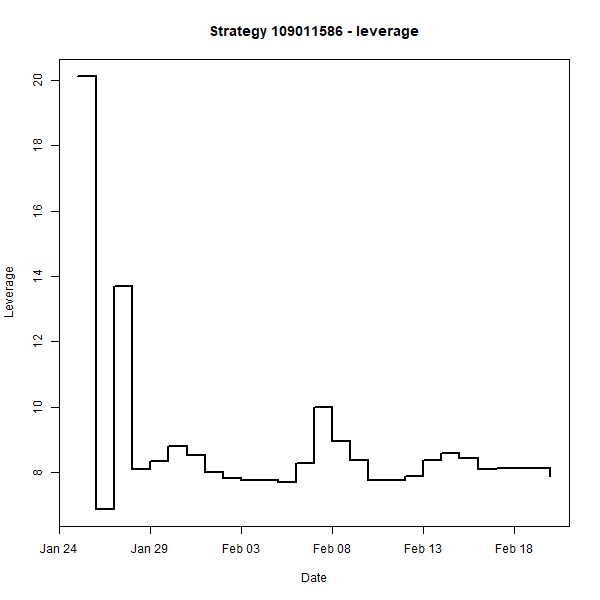 Strategy 109011586 - leverage
20
18
16
14
12
10
8
Leverage
Jan 24
Jan 29
Feb 03
Feb 08
Feb 13
Feb 18
Date